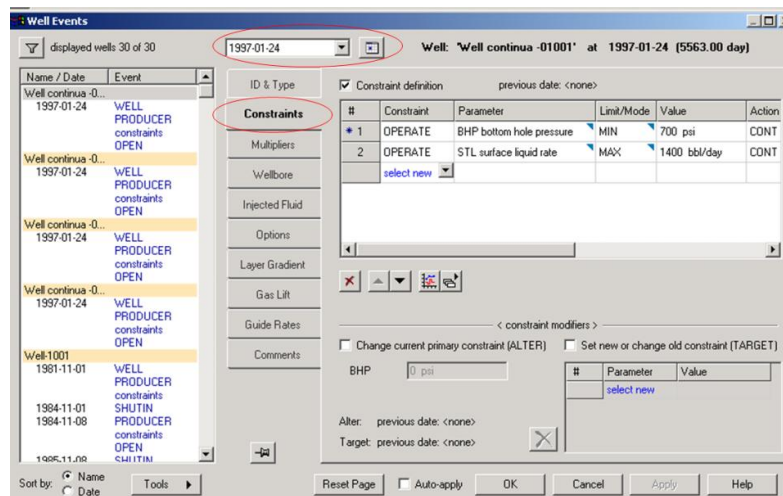 Well Events
displayed wells 30 of 30
1997-01-24
Well: 'Well continua -01001' at 1997-01-24 (5563.00 day)
Name / Date Event
Well continua -0...
1997-01-24 WELL
PRODUCER
constraints
OPEN
Well continua -0...
1997-01-24 WELL
PRODUCER
constraints
OPEN
Well continua -0...
1997-01-24 WELL
PRODUCER
constraints
OPEN
Well continua -0...
1997-01-24 WELL
PRODUCER
constraints
OPEN
Well-1001
1981-11-01 WELL
PRODUCER
constraints
1984-11-01 SHUTIN
1984-11-08 PRODUCER
constraints
OPEN
1985-11-08 SHUTIN
Sort by: Name
Date
Tools
ID & Type
Constraints
Multipliers
Wellbore
Injected Fluid
Options
Layer Gradient
Gas Lift
Guide Rates
Comments
Constraint definition previous date: <none>
# Constraint Parameter Limit/Mode Value Action
* 1 OPERATE BHP bottom hole pressure MIN 700 psi CONT
2 OPERATE STL surface liquid rate MAX 1400 bbl/day CONT
select new
< constraint modifiers >
Change current primary constraint (ALTER)
BHP 0 psi
Alter: previous date: <none>
Target: previous date: <none>
Set new or change old constraint (TARGET)
# Parameter Value
select new
Reset Page Auto-apply OK Cancel Apply Help